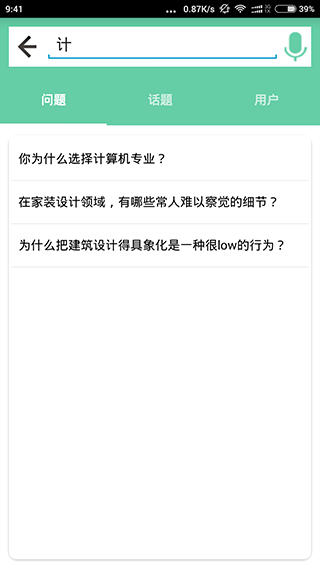 9:41
... 0.87K/s 39%
计
问题 话题 用户
你为什么选择计算机专业？
在家装设计领域，有哪些常人难以察觉的细节？
为什么把建筑设计得具象化是一种很low的行为？